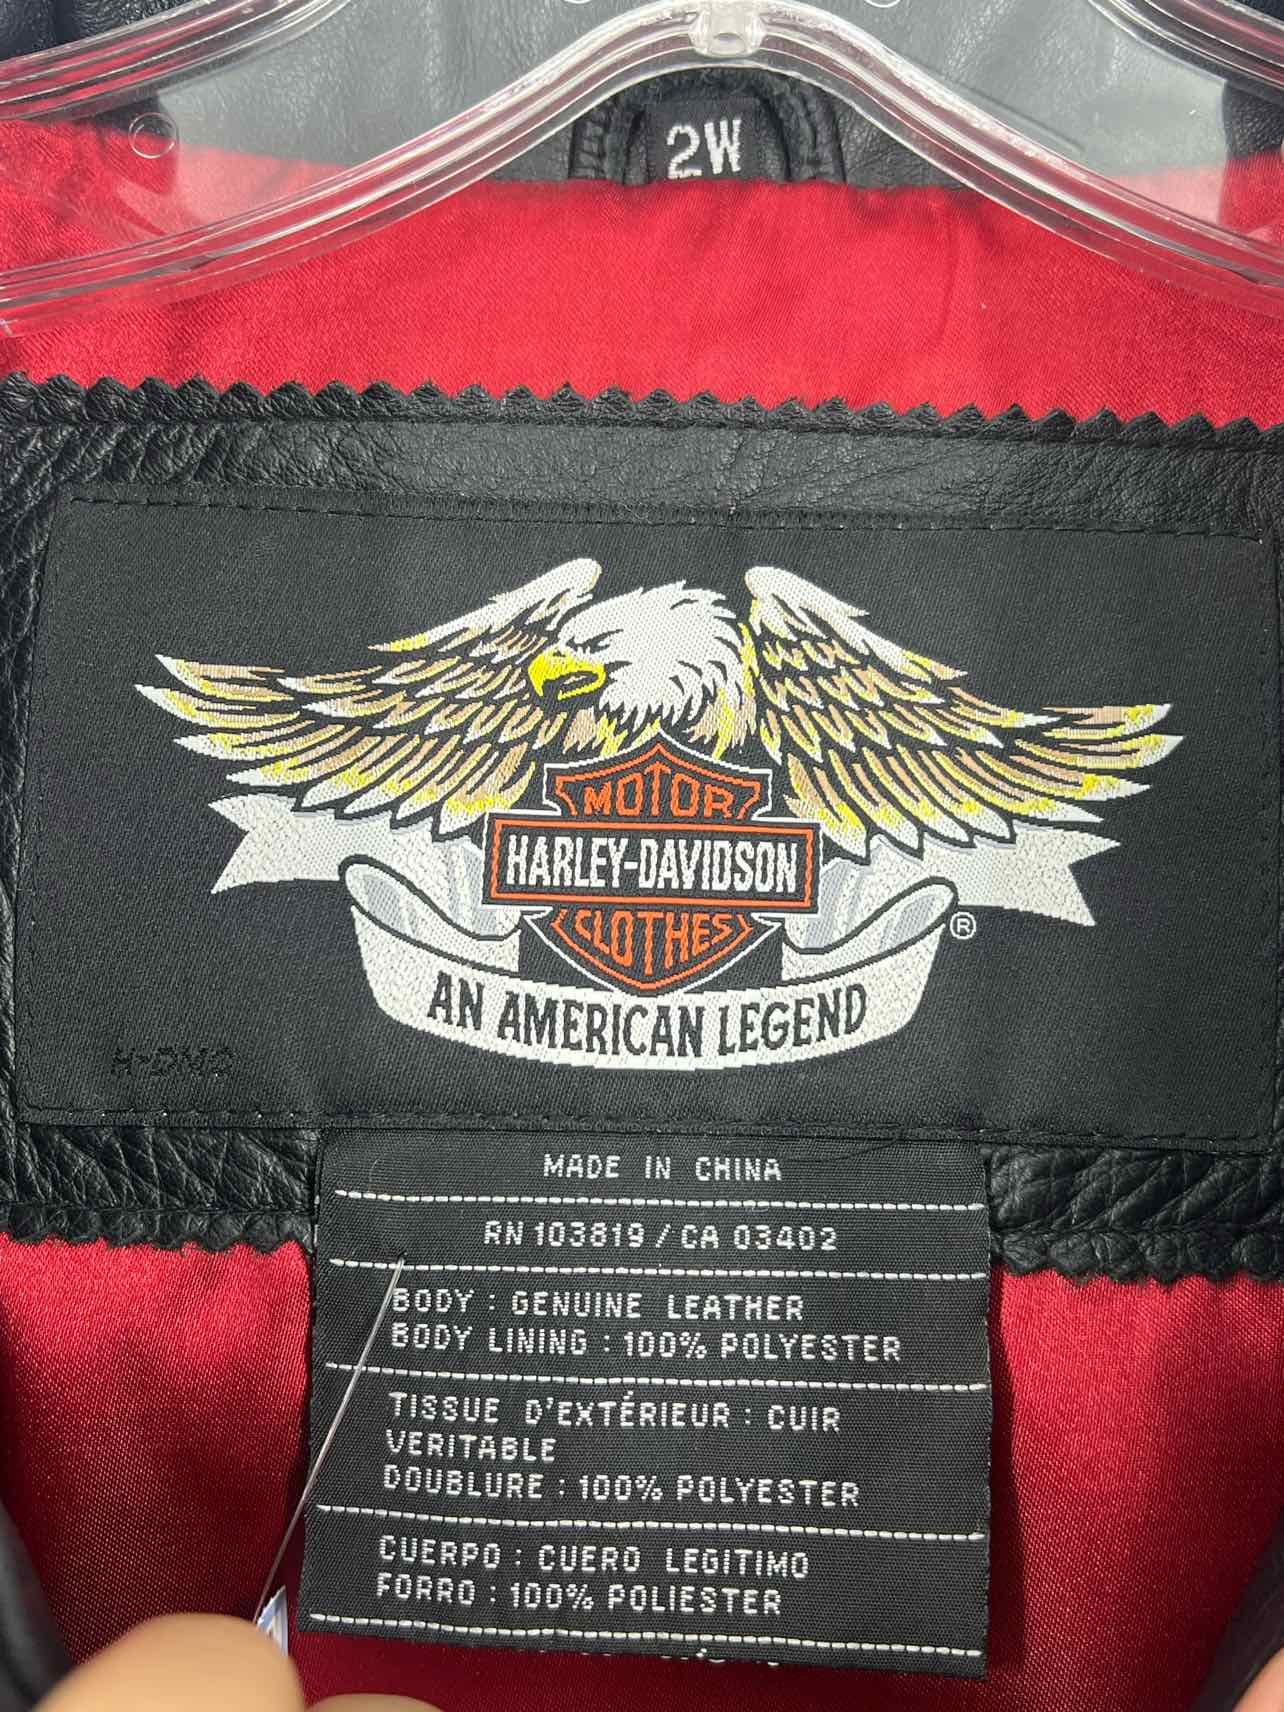 2W
MOTOR
HARLEY-DAVIDSON
CLOTHES
®
AN AMERICAN LEGEND
H-DMC
MADE IN CHINA
RN 103819 / CA 03402
BODY : GENUINE LEATHER
BODY LINING : 100% POLYESTER
TISSUE D'EXTÉRIEUR : CUIR
VERITABLE
DOUBLURE : 100% POLYESTER
CUERPO : CUERO LEGITIMO
FORRO : 100% POLIESTER